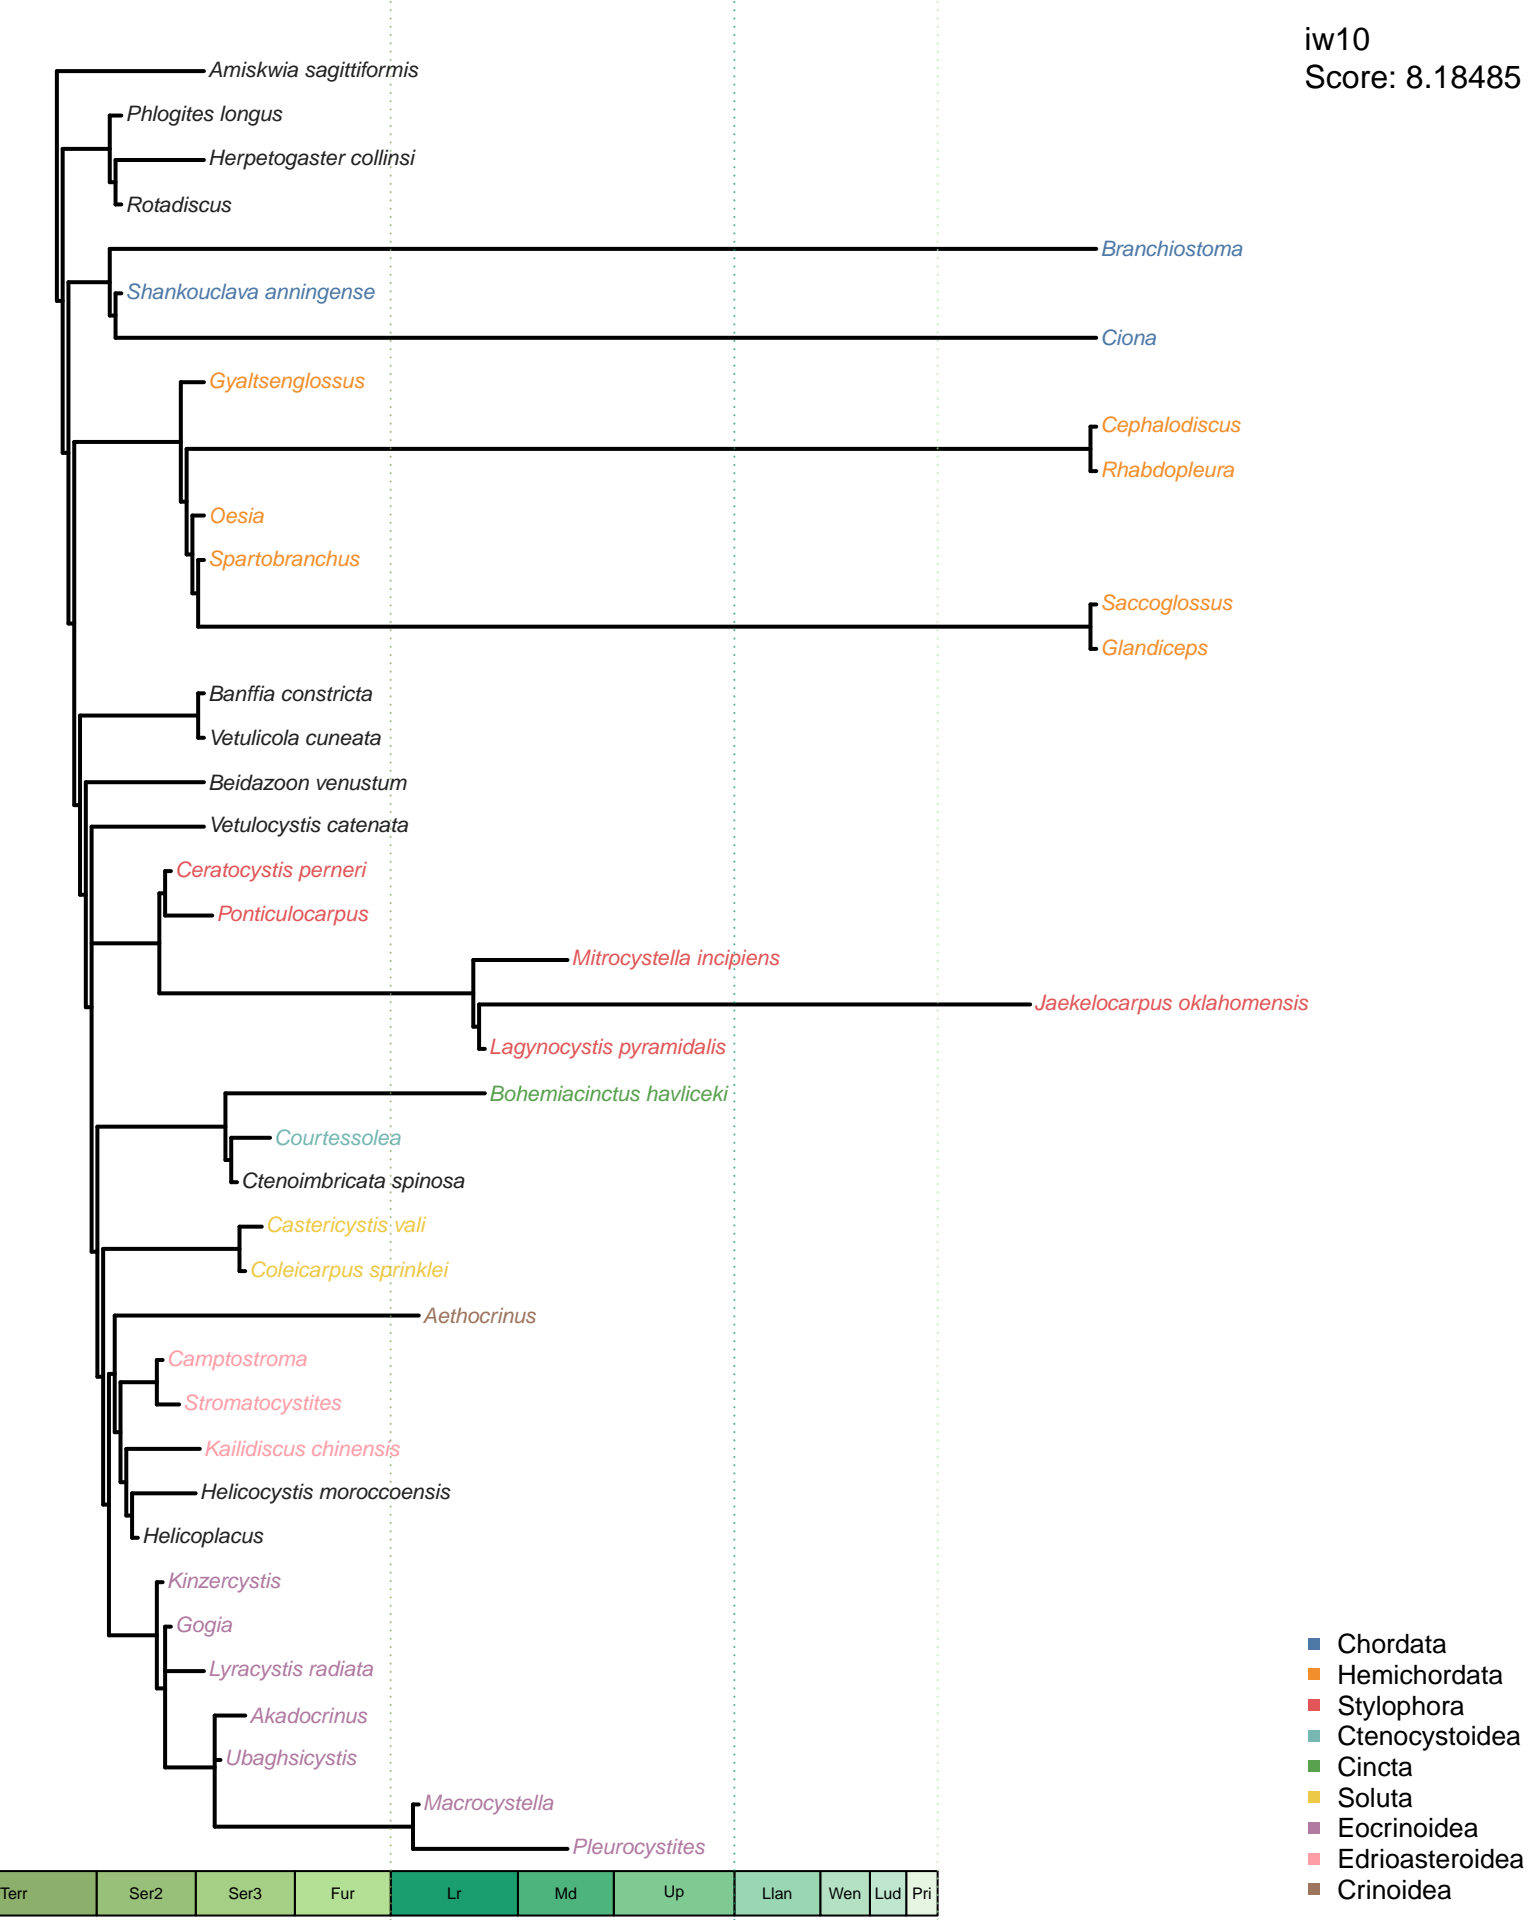 iw10
Score: 8.18485
Amiskwia sagittiformis
Phlogites longus
Herpetogaster collinsi
Rotadiscus
Branchiostoma
Shankouclava anningense
Ciona
Gyaltsenglossus
Cephalodiscus
Rhabdopleura
Oesia
Spartobranchus
Saccoglossus
Glandiceps
Banffia constricta
Vetulicola cuneata
Beidazoon venustum
Vetulocystis catenata
Ceratocystis perneri
Ponticulocarpus
Mitrocystella incipiens
Jaekelocarpus oklahomensis
Lagynocystis pyramidalis
Bohemiacinctus havliceki
Courtessolea
Ctenoimbricata spinosa
Castericystis vali
Coleicarpus sprinklei
Aethocrinus
Camptostroma
Stromatocystites
Kailidiscus chinensis
Helicocystis moroccoensis
Helicoplacus
Kinzercystis
Gogia
Lyracystis radiata
Akadocrinus
Ubaghsicystis
Macrocystella
Pleurocystites
Chordata
Hemichordata
Stylophora
Ctenocystoidea
Cincta
Soluta
Eocrinoidea
Edrioasteroidea
Crinoidea
Terr Ser2 Ser3 Fur Lr Md Up Llan Wen Lud Pri